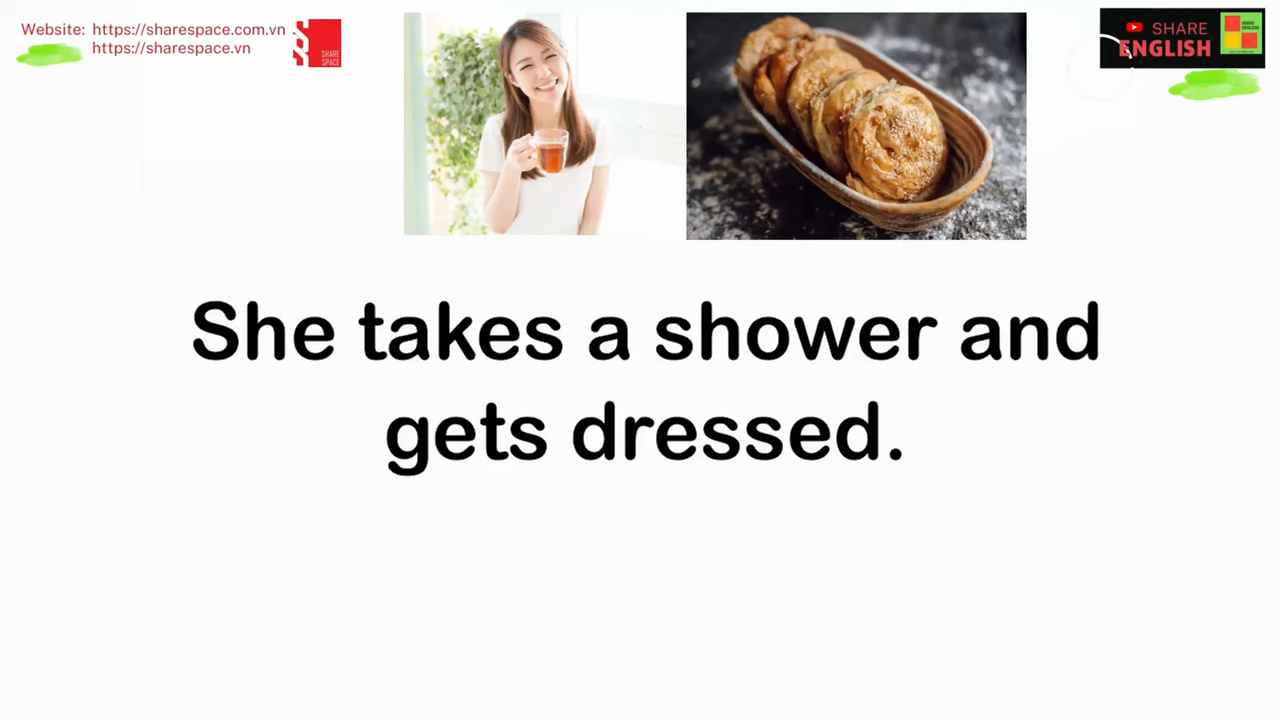 Website: https://sharespace.com.vn
https://sharespace.vn
SHARE
SPACE
SHARE
ENGLISH
She takes a shower and
gets dressed.